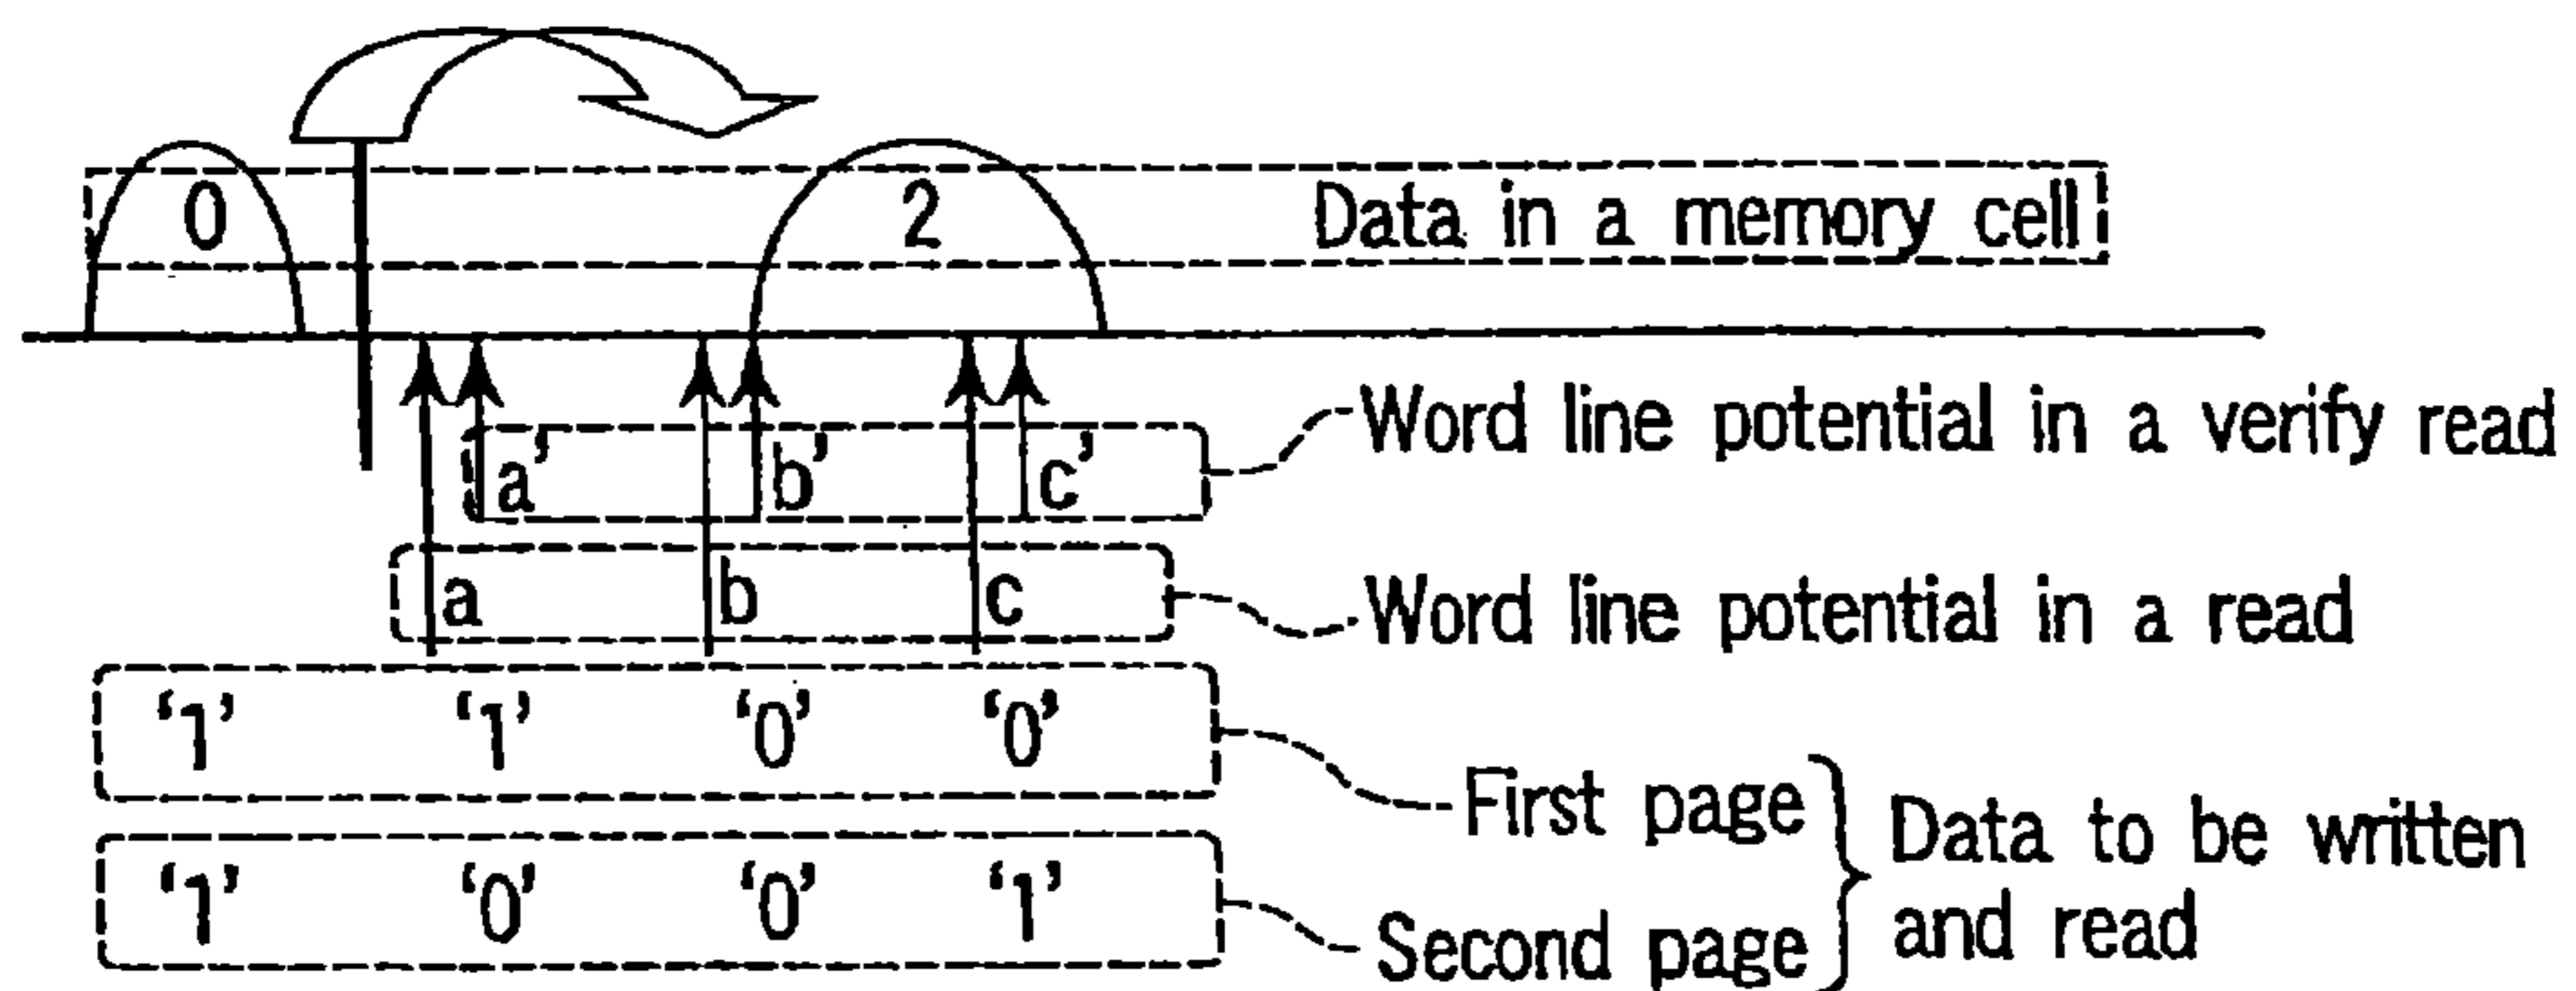 0 2 Data in a memory cell
a' b' c' Word line potential in a verify read
a b c Word line potential in a read
‘1’ ‘1’ ‘0’ ‘0’
First page
‘1’ ‘0’ ‘0’ ‘1’
Second page
Data to be written
and read